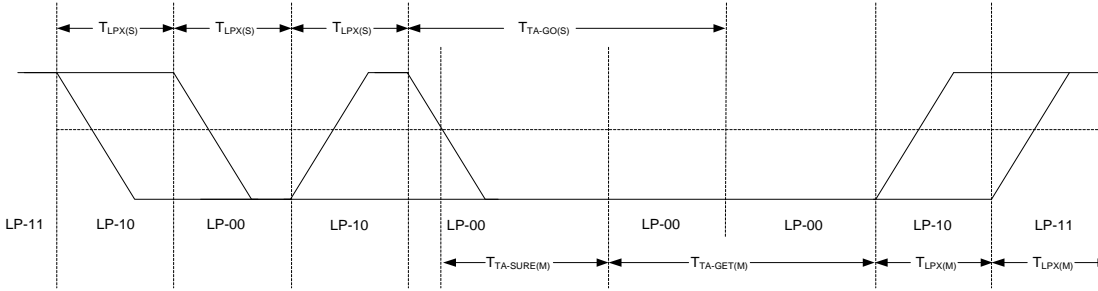 TLPX(S) TLPX(S) TLPX(S) TTA-GO(S)
LP-11 LP-10 LP-00 LP-10 LP-00 LP-00 LP-00 LP-10 LP-11
TTA-SURE(M) TTA-GET(M) TLPX(M) TLPX(M)